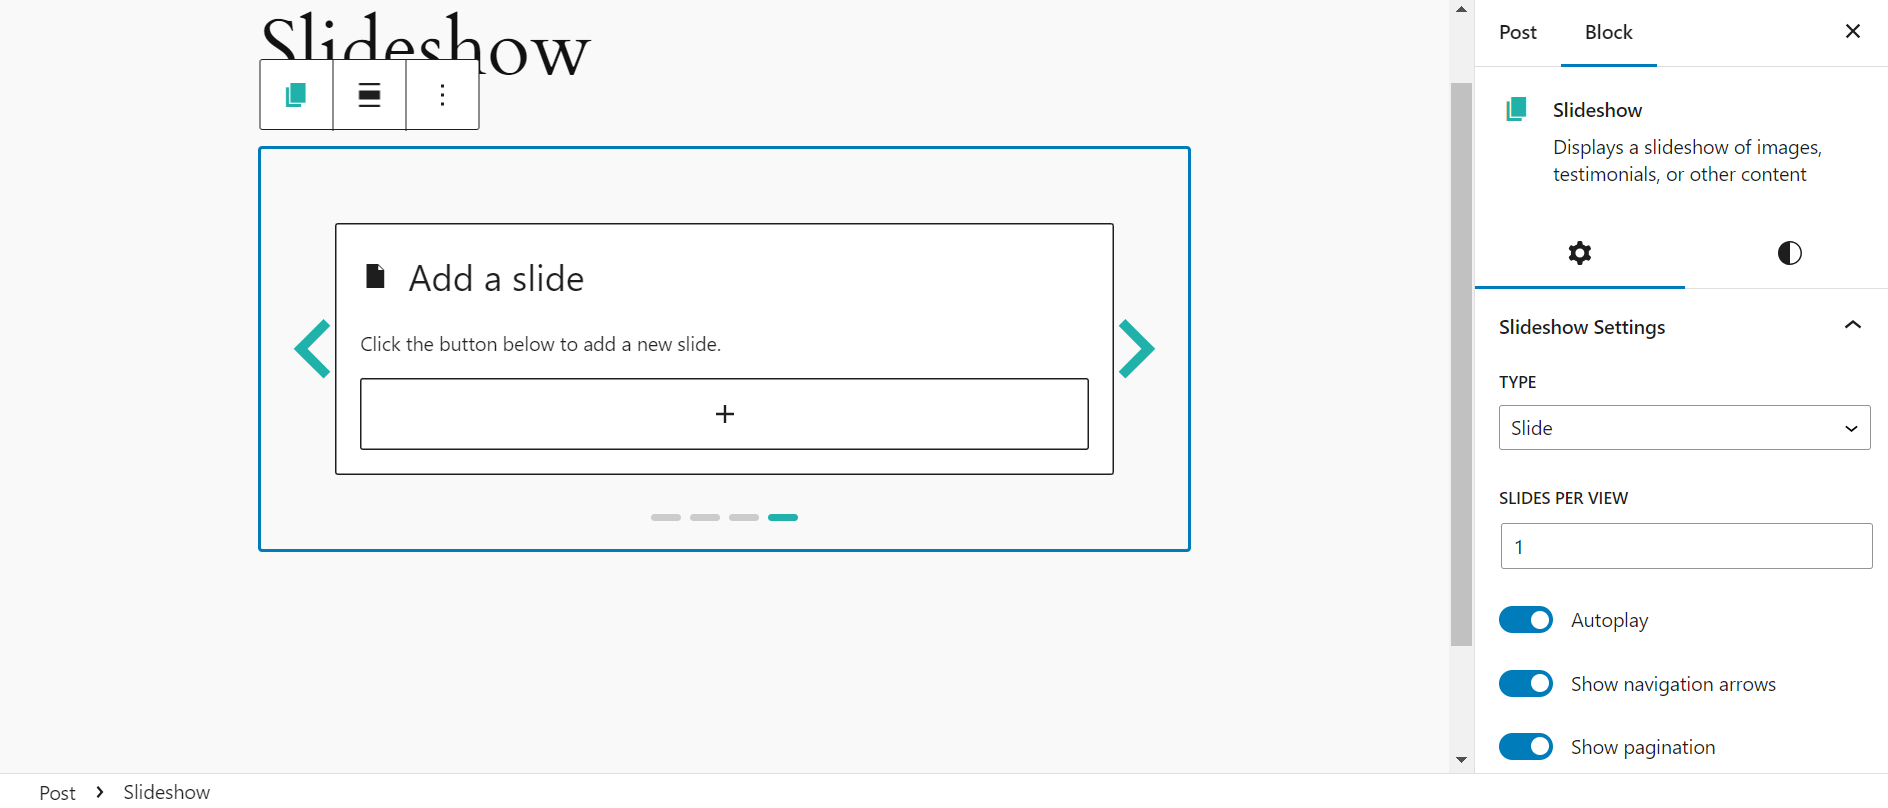 Slideshow
Add a slide
Click the button below to add a new slide.
Post
Block
Slideshow
Displays a slideshow of images,
testimonials, or other content
Slideshow Settings
TYPE
Slide
SLIDES PER VIEW
1
Autoplay
Show navigation arrows
Show pagination
Post
Slideshow